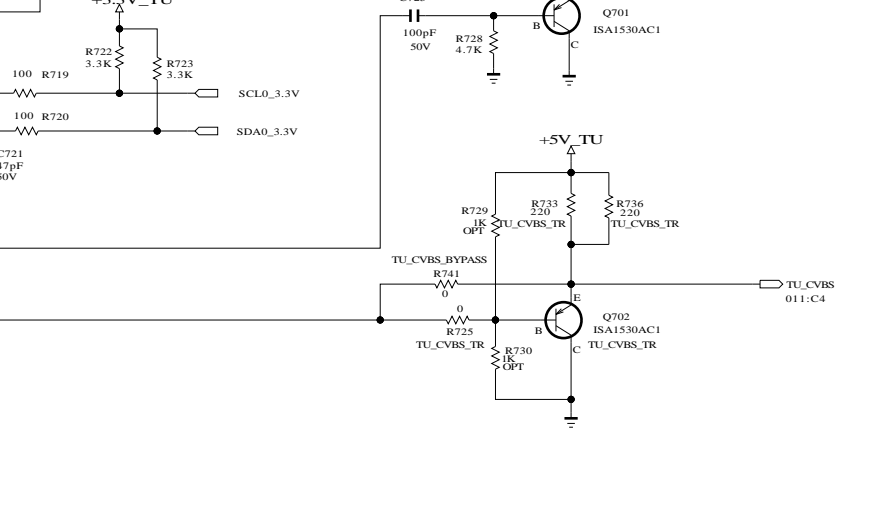 +3.3V_TU
R722
3.3K
R723
3.3K
100 R719
SCL0_3.3V
100 R720
SDA0_3.3V
C721
47pF
50V
100pF
50V
R728
4.7K
B
C
Q701
ISA1530AC1
+5V_TU
R729
1K
OPT
R733
220
TU_CVBS_TR
R736
220
TU_CVBS_TR
TU_CVBS_BYPASS
R741
0
TU_CVBS
011:C4
0
R725
TU_CVBS_TR
E
B
C
Q702
ISA1530AC1
TU_CVBS_TR
R730
1K
OPT